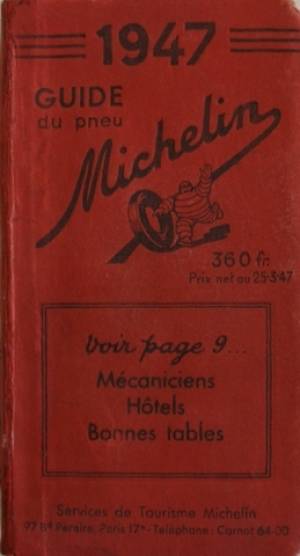 1947
GUIDE
du pneu
Michelin
360 fr.
Prix net au 25·3·47
Voir page 9...
Mécaniciens
Hôtels
Bonnes tables
Services de Tourisme Michelin
97 Bd Pereire, Paris 17e - Téléphone : Carnot 64-00